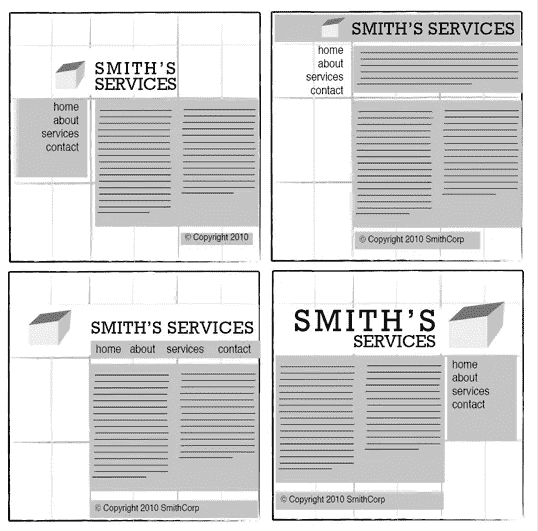 SMITH'S
SERVICES
home
about
services
contact
© Copyright 2010
SMITH'S SERVICES
home
about
services
contact
© Copyright 2010 SmithCorp
SMITH'S SERVICES
home about services contact
© Copyright 2010 SmithCorp
SMITH'S
SERVICES
home
about
services
contact
© Copyright 2010 SmithCorp